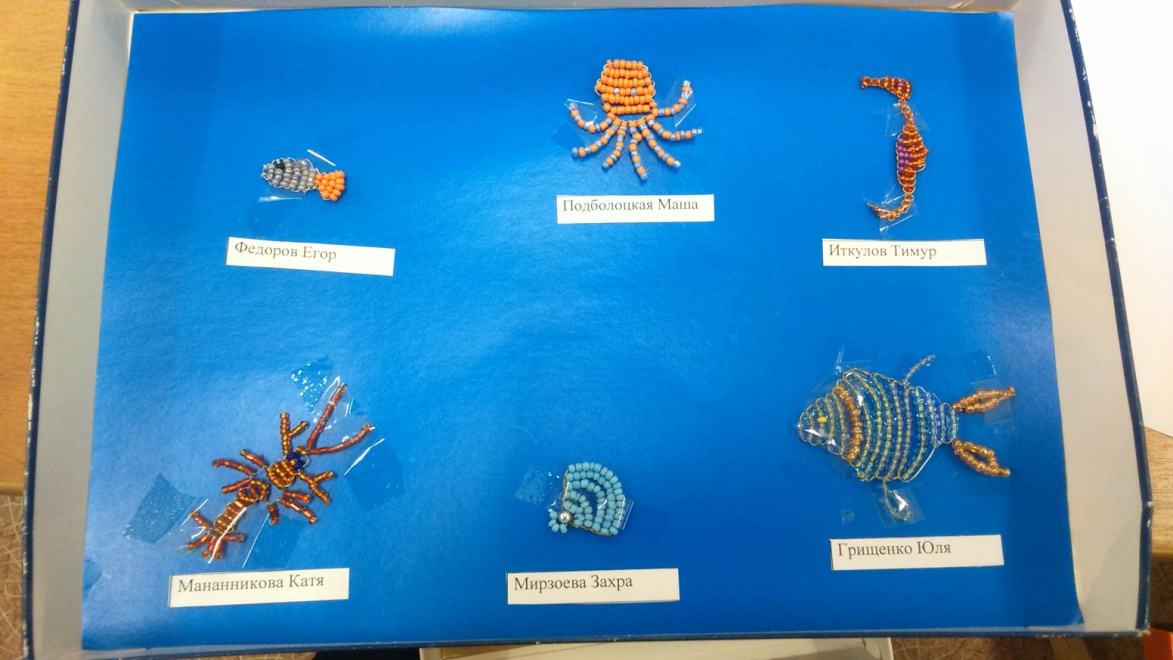 Федоров Егор
Подболоцкая Маша
Иткулов Тимур
Мананникова Катя
Мирзоева Захра
Грищенко Юля